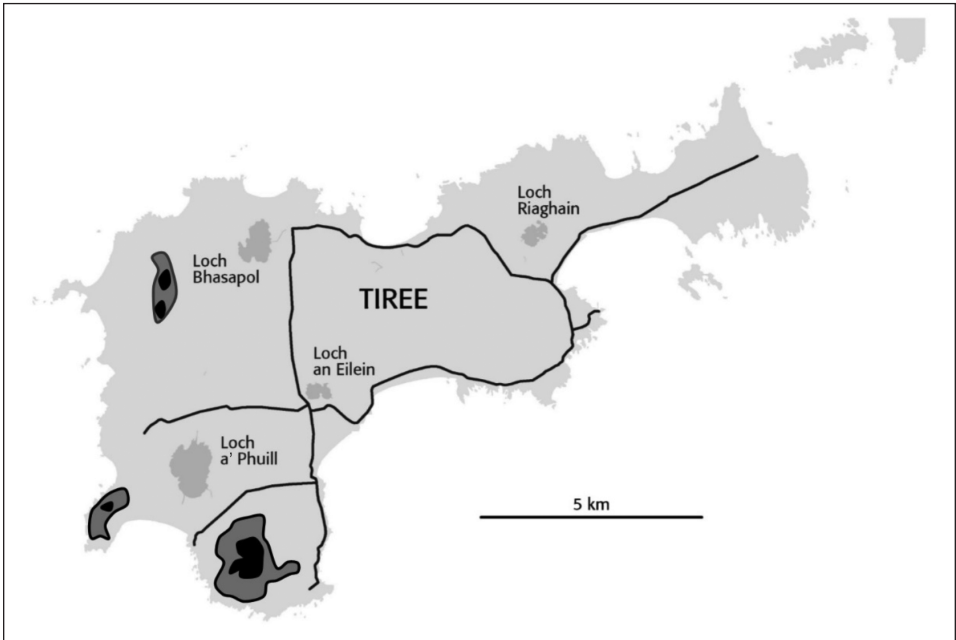 Loch
Riaghain
Loch
Bhasapol
TIREE
Loch
an Eilein
Loch
a' Phuill
5 km